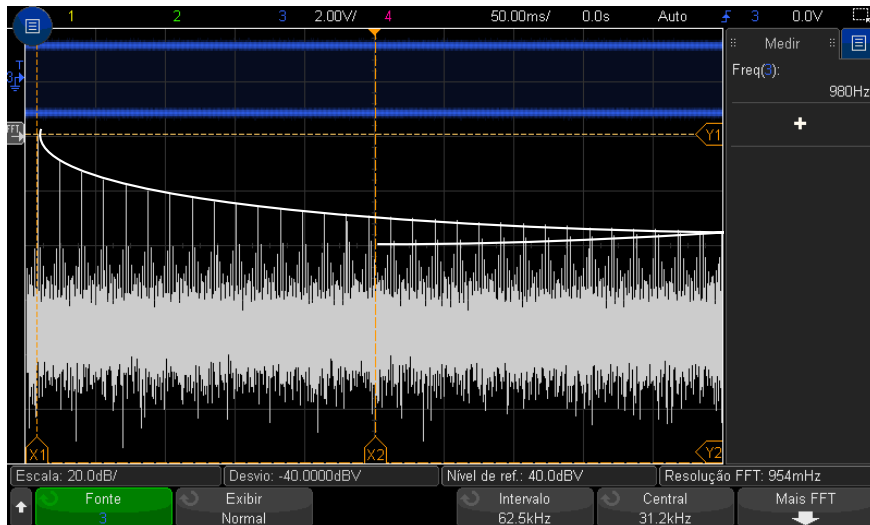 1 2 3 2.00V/ 4 50.00ms/ 0.0s Auto 3 0.0V
Medir
Freq(3):
980Hz
+
T
3
FFT
Y1
X1
X2
Y2
Escala: 20.0dB/ Desvio: -40.0000dBV Nível de ref.: 40.0dBV Resolução FFT: 954mHz
Fonte Exibir Intervalo Central Mais FFT
3 Normal 62.5kHz 31.2kHz